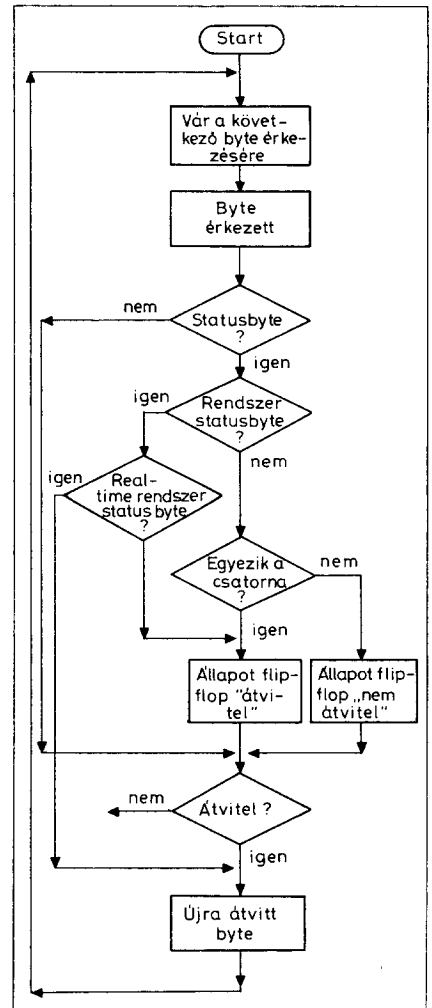 Start
Vár a követ-
kező byte érke-
zésére
Byte
érkezett
nem
Statusbyte
?
igen
igen
Rendszer
statusbyte
?
nem
igen
Real-
time rendszer
status byte
?
Egyezik a
csatorna
?
nem
igen
Állapot flip-
flop "átvi-
tel"
Állapot flip-
flop „nem
átvitel"
nem
Átvitel ?
igen
Újra átvitt
byte